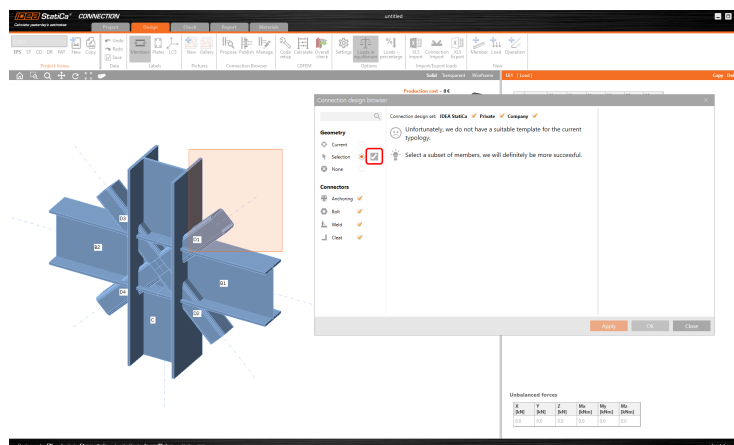 IDEA StatiCa® CONNECTION
untitled
Calculate yesterday's estimates
Project Design Check Report Materials
EPS ST CD DR FAT New Copy
Undo
Redo
Save
Members Plates LCS
New Gallery
Propose Publish Manage
Code setup Calculate Overall check
Settings Loads in equilibrium Loads percentage
XLS Import Connection Import XLS Export
Member Load Operation
Project items Data Labels Pictures Connection Browser CBFEM Options Import/Export loads New
Solid Transparent Wireframe
LE1 [Load]
Copy
Production cost - 0 €
Connection design browser
Connection design set: IDEA StatiCa Private Company
Geometry
Unfortunately, we do not have a suitable template for the current typology.
Current
Selection
Select a subset of members, we will definitely be more successful.
None
Connectors
Anchoring
Bolt
Weld
Cleat
D3
D1
B2
B1
D4
D2
C
Apply OK Close
Unbalanced forces
X [kN] Y [kN] Z [kN] Mx [kNm] My [kNm] Mz [kNm]
0,0 0,0 0,0 0,0 0,0 0,0